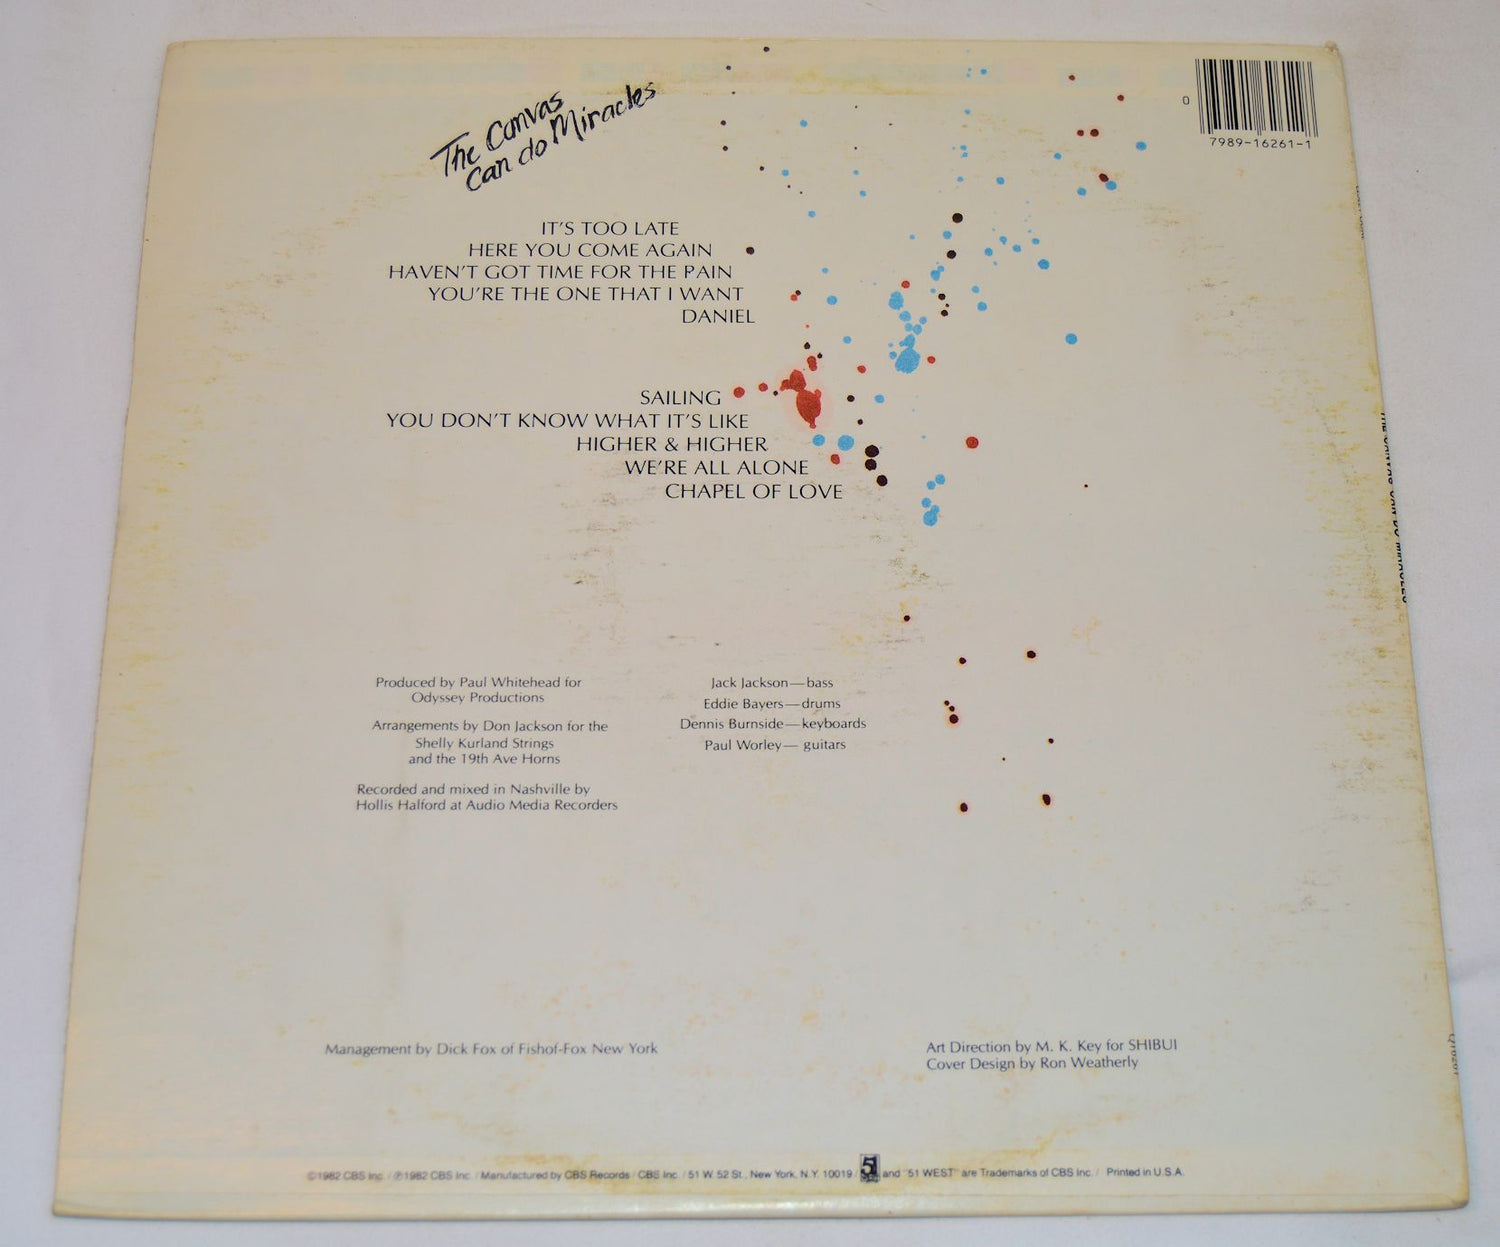 The Canvas
Can do Miracles
0
7989-16261-1
IT'S TOO LATE
HERE YOU COME AGAIN
HAVEN'T GOT TIME FOR THE PAIN
YOU'RE THE ONE THAT I WANT
DANIEL
SAILING
YOU DON'T KNOW WHAT IT'S LIKE
HIGHER & HIGHER
WE'RE ALL ALONE
CHAPEL OF LOVE
Produced by Paul Whitehead for
Odyssey Productions
Arrangements by Don Jackson for the
Shelly Kurland Strings
and the 19th Ave Horns
Recorded and mixed in Nashville by
Hollis Halford at Audio Media Recorders
Jack Jackson—bass
Eddie Bayers—drums
Dennis Burnside—keyboards
Paul Worley— guitars
Management by Dick Fox of Fishof-Fox New York
Art Direction by M. K. Key for SHIBUI
Cover Design by Ron Weatherly
©1982 CBS Inc. / ℗1982 CBS Inc. / Manufactured by CBS Records / CBS Inc. / 51 W. 52 St., New York, N.Y. 10019 / 51 and "51 WEST" are Trademarks of CBS Inc. / Printed in U.S.A.
THE CANVAS CAN DO MIRACLES